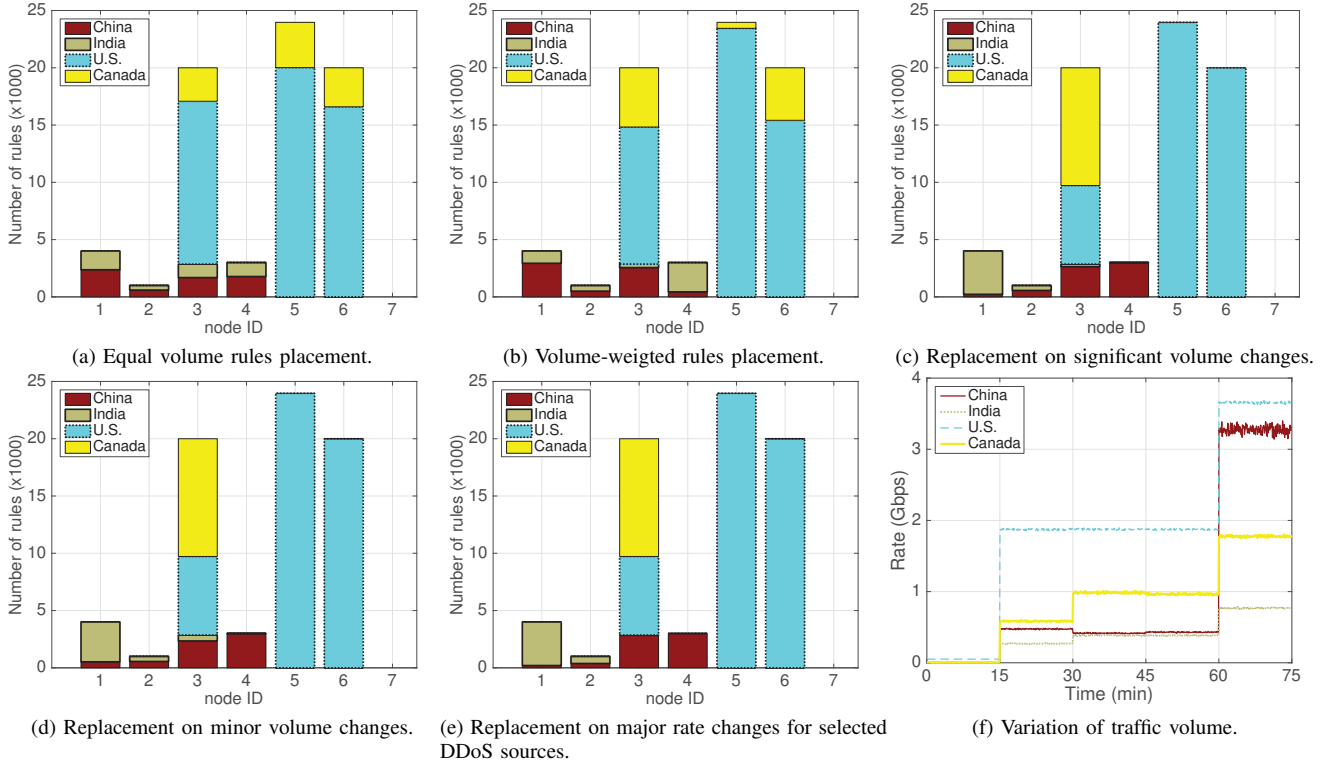 25
20
15
10
5
0
Number of rules (x1000)
China
India
U.S.
Canada
1 2 3 4 5 6 7
node ID
(a) Equal volume rules placement.
25
20
15
10
5
0
Number of rules (x1000)
China
India
U.S.
Canada
1 2 3 4 5 6 7
node ID
(b) Volume-weigted rules placement.
25
20
15
10
5
0
Number of rules (x1000)
China
India
U.S.
Canada
1 2 3 4 5 6 7
node ID
(c) Replacement on significant volume changes.
25
20
15
10
5
0
Number of rules (x1000)
China
India
U.S.
Canada
1 2 3 4 5 6 7
node ID
(d) Replacement on minor volume changes.
25
20
15
10
5
0
Number of rules (x1000)
China
India
U.S.
Canada
1 2 3 4 5 6 7
node ID
(e) Replacement on major rate changes for selected
DDoS sources.
4
3
2
1
0
Rate (Gbps)
China
India
U.S.
Canada
0 15 30 45 60 75
Time (min)
(f) Variation of traffic volume.